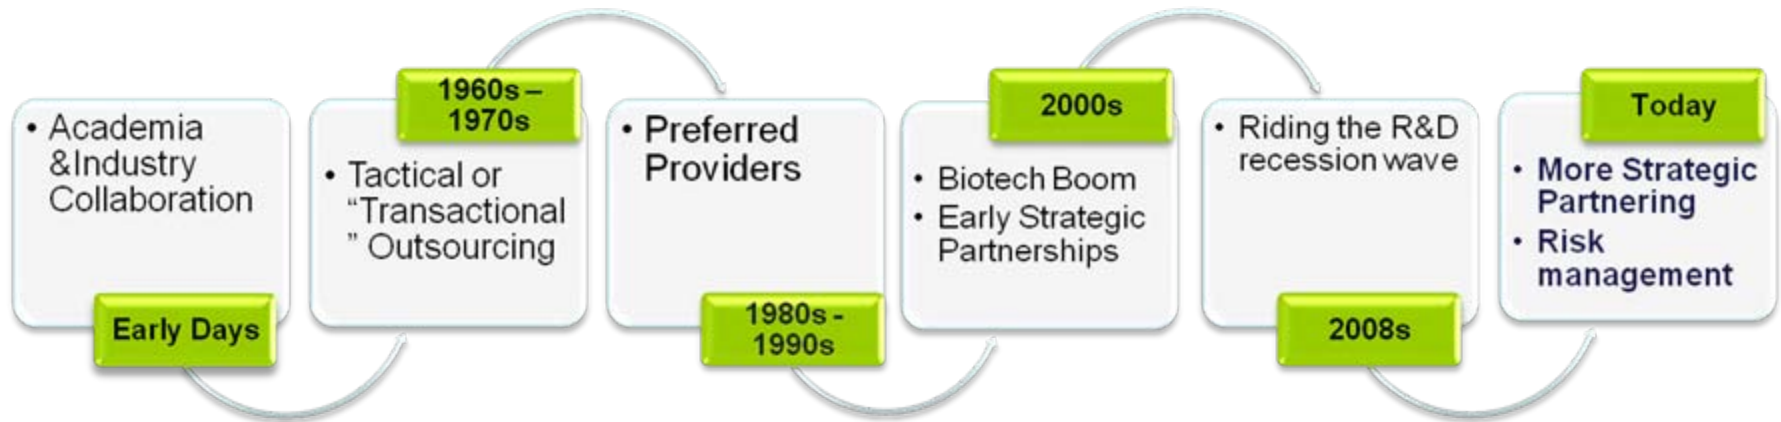 • Academia
&Industry
Collaboration
Early Days
1960s –
1970s
• Tactical or
“Transactional
” Outsourcing
• Preferred
Providers
1980s -
1990s
2000s
• Biotech Boom
• Early Strategic
Partnerships
• Riding the R&D
recession wave
2008s
Today
• More Strategic
Partnering
• Risk
management